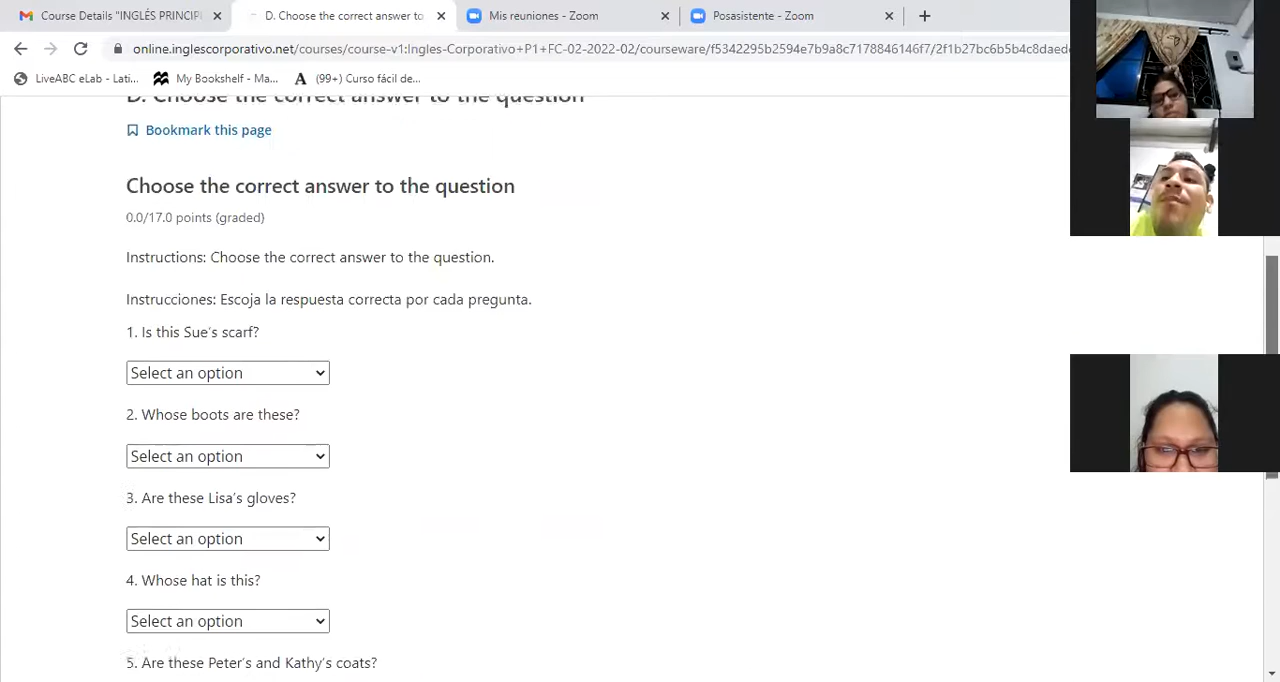 Course Details "INGLÉS PRINCIPI
D. Choose the correct answer to
Mis reuniones - Zoom
Posasistente - Zoom
online.inglescorporativo.net/courses/course-v1:Ingles-Corporativo+P1+FC-02-2022-02/courseware/f5342295b2594e7b9a8c7178846146f7/2f1b27bc6b5b4c8daede
LiveABC eLab - Lati...
My Bookshelf - Ma...
(99+) Curso fácil de...
D. Choose the correct answer to the question
Bookmark this page
Choose the correct answer to the question
0.0/17.0 points (graded)
Instructions: Choose the correct answer to the question.
Instrucciones: Escoja la respuesta correcta por cada pregunta.
1. Is this Sue's scarf?
Select an option
2. Whose boots are these?
Select an option
3. Are these Lisa's gloves?
Select an option
4. Whose hat is this?
Select an option
5. Are these Peter's and Kathy's coats?